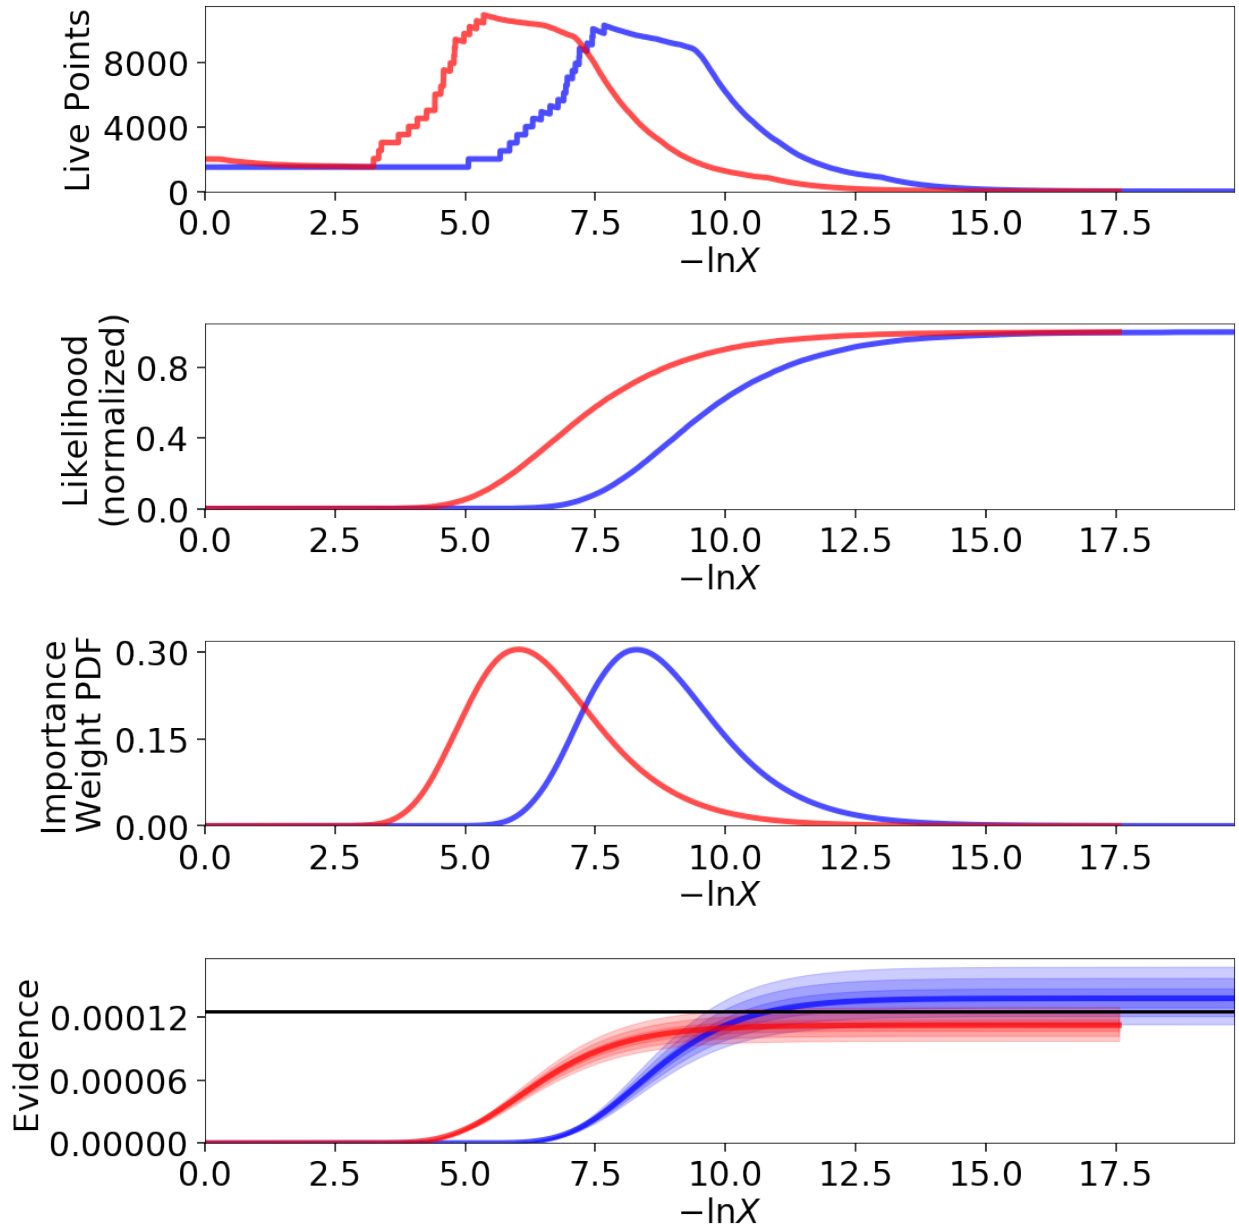 Live Points
8000
4000
0
0.0 2.5 5.0 7.5 10.0 12.5 15.0 17.5
−lnX
Likelihood
(normalized)
0.8
0.4
0.0
0.0 2.5 5.0 7.5 10.0 12.5 15.0 17.5
−lnX
Importance
Weight PDF
0.30
0.15
0.00
0.0 2.5 5.0 7.5 10.0 12.5 15.0 17.5
−lnX
Evidence
0.00012
0.00006
0.00000
0.0 2.5 5.0 7.5 10.0 12.5 15.0 17.5
−lnX